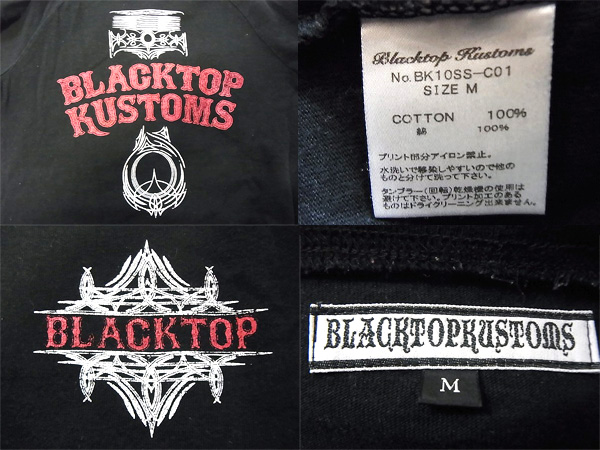 BLACKTOP
KUSTOMS
Blacktop Kustoms
No. BK10SS-C01
SIZE M
COTTON 100%
綿 100%
プリント部分アイロン禁止。
水洗いで移染しやすいので他の
ものと分けて洗って下さい。
タンブラー(回転)乾燥機の使用は
避けて下さい。プリント加工のある
ものはドライクリーニング出来ません。
BLACKTOP
BLACKTOPKUSTOMS
M